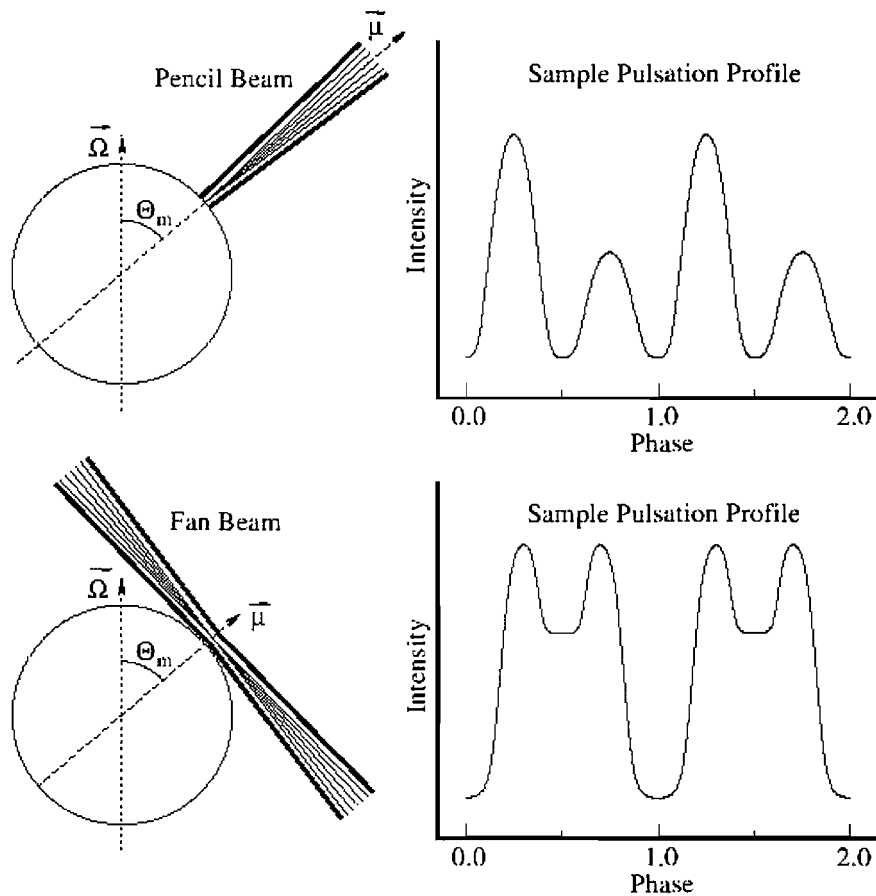 Pencil Beam
μ
Ω
Θm
Sample Pulsation Profile
Intensity
0.0 1.0 2.0
Phase
Fan Beam
Ω
μ
Θm
Sample Pulsation Profile
Intensity
0.0 1.0 2.0
Phase